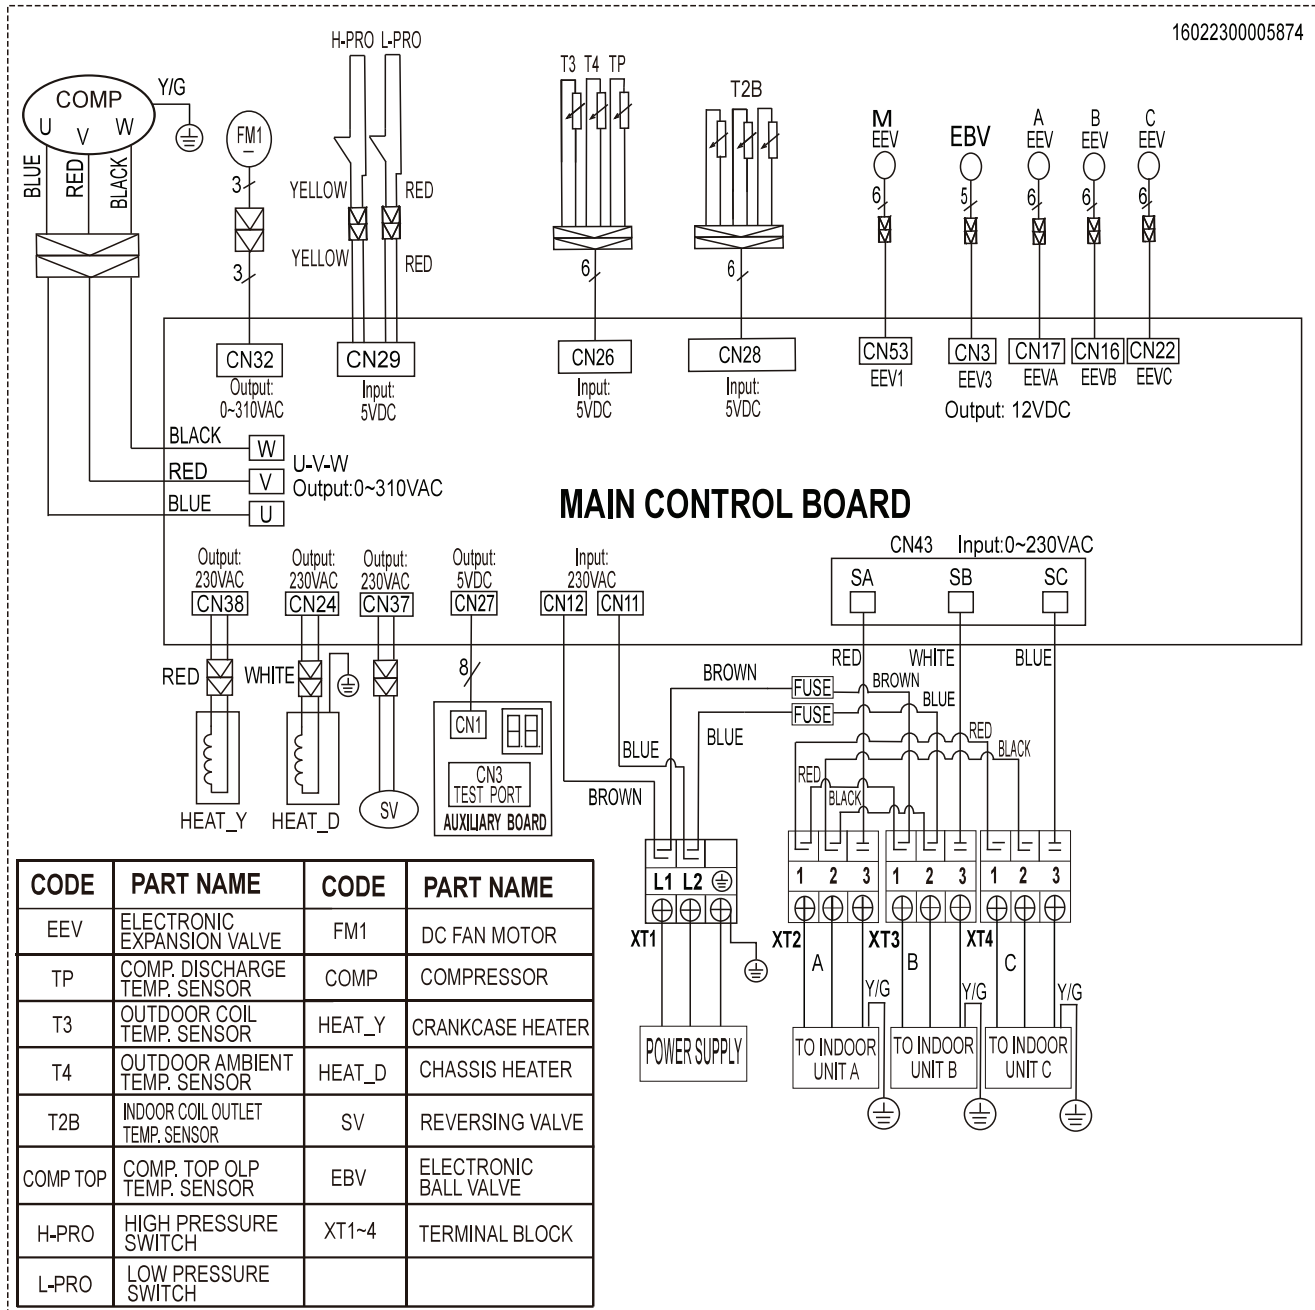 16022300005874
H-PRO L-PRO
T3 T4 TP
T2B
COMP
U V W
Y/G
FM1
BLUE
RED
BLACK
3
3
YELLOW
RED
YELLOW
RED
6
6
M
EEV
EBV
A
EEV
B
EEV
C
EEV
6
5
6
6
6
CN32
Output:
0~310VAC
CN29
Input:
5VDC
CN26
Input:
5VDC
CN28
Input:
5VDC
CN53
EEV1
CN3
EEV3
CN17
EEVA
CN16
EEVB
CN22
EEVC
Output: 12VDC
BLACK
W
RED
V
BLUE
U
U-V-W
Output:0~310VAC
MAIN CONTROL BOARD
CN43 Input:0~230VAC
SA SB SC
Output:
230VAC
CN38
Output:
230VAC
CN24
Output:
230VAC
CN37
Output:
5VDC
CN27
Input:
230VAC
CN12 CN11
RED
WHITE
8
RED
WHITE
BLUE
BROWN
FUSE
BROWN
FUSE
BLUE
BLUE
BLUE
BROWN
RED
BLACK
RED
BLACK
CN1
CN3
TEST PORT
AUXILIARY BOARD
HEAT_Y
HEAT_D
SV
L1 L2
XT1
1 2 3
XT2
1 2 3
XT3
1 2 3
XT4
A
B
C
Y/G
Y/G
Y/G
POWER SUPPLY
TO INDOOR
UNIT A
TO INDOOR
UNIT B
TO INDOOR
UNIT C
CODE PART NAME CODE PART NAME
EEV ELECTRONIC
EXPANSION VALVE
FM1 DC FAN MOTOR
TP COMP. DISCHARGE
TEMP. SENSOR
COMP COMPRESSOR
T3 OUTDOOR COIL
TEMP. SENSOR
HEAT_Y CRANKCASE HEATER
T4 OUTDOOR AMBIENT
TEMP. SENSOR
HEAT_D CHASSIS HEATER
T2B INDOOR COIL OUTLET
TEMP. SENSOR
SV REVERSING VALVE
COMP TOP COMP. TOP OLP
TEMP. SENSOR
EBV ELECTRONIC
BALL VALVE
H-PRO HIGH PRESSURE
SWITCH
XT1~4 TERMINAL BLOCK
L-PRO LOW PRESSURE
SWITCH